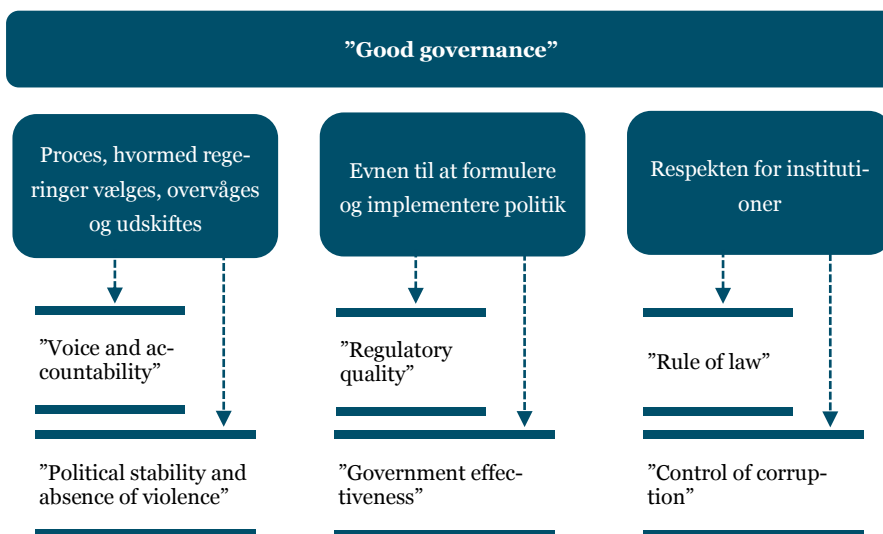 ”Good governance”
Proces, hvormed rege-
ringer vælges, overvåges
og udskiftes
Evnen til at formulere
og implementere politik
Respekten for instituti-
oner
”Voice and ac-
countability”
”Regulatory
quality”
”Rule of law”
”Political stability and
absence of violence”
”Government effec-
tiveness”
”Control of corrup-
tion”